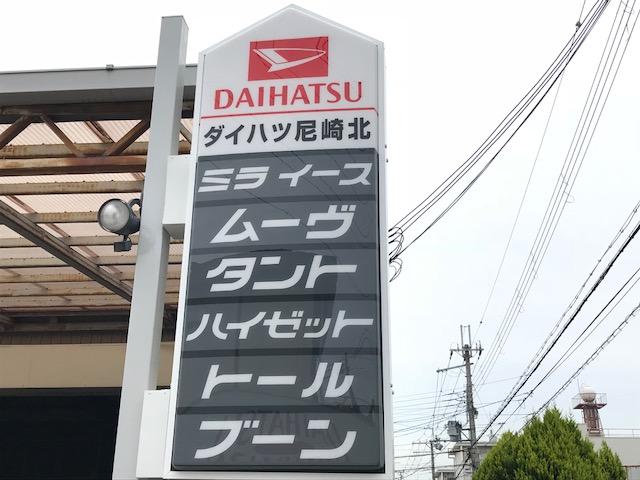 DAIHATSU
ダイハツ尼崎北
ミラ イース
ムーヴ
タント
ハイゼット
トール
ブーン